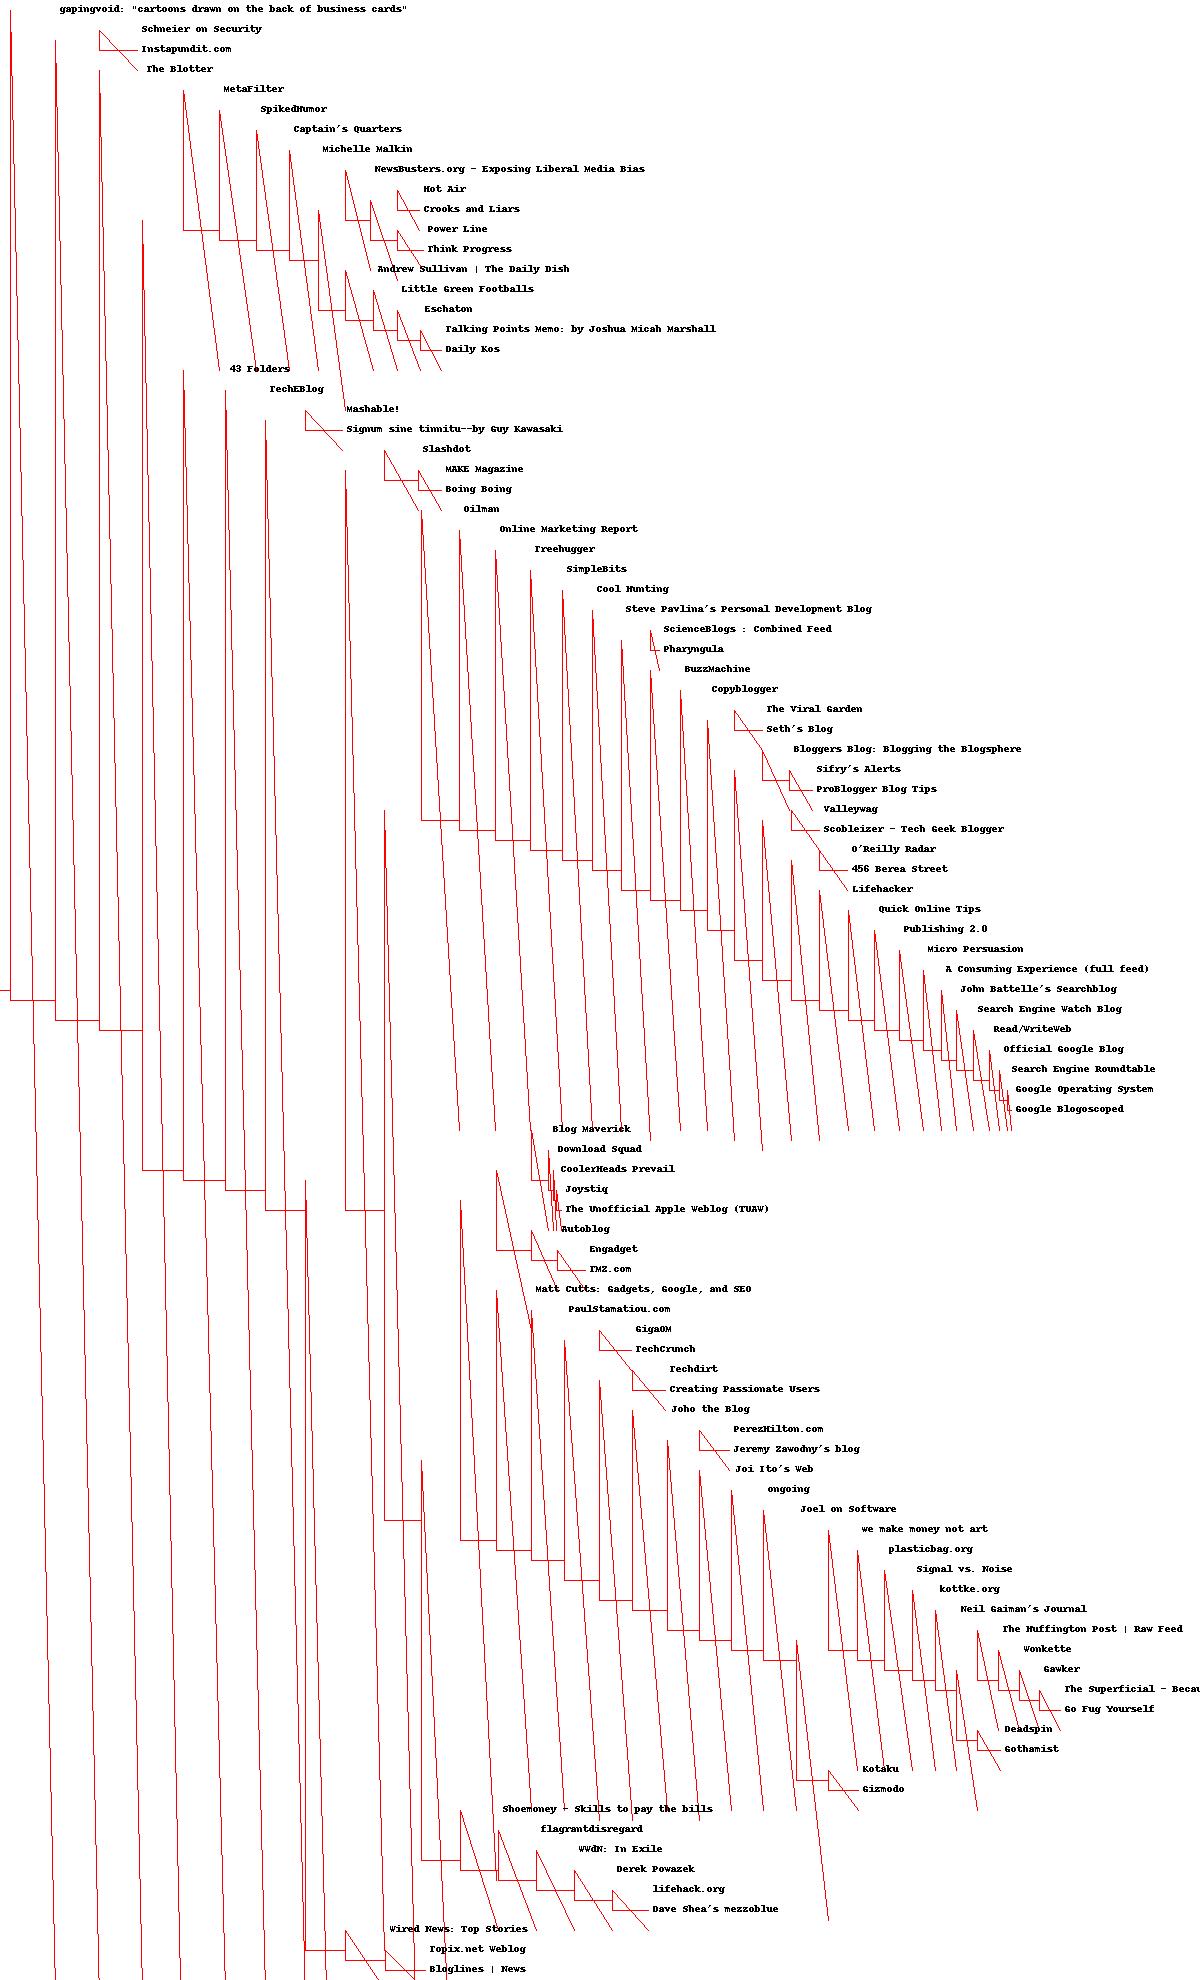 gapingvoid: "cartoons drawn on the back of business cards"
Schneier on Security
Instapundit.com
The Blotter
MetaFilter
SpikedHumor
Captain's Quarters
Michelle Malkin
NewsBusters.org - Exposing Liberal Media Bias
Hot Air
Crooks and Liars
Power Line
Think Progress
Andrew Sullivan | The Daily Dish
Little Green Footballs
Eschaton
Talking Points Memo: by Joshua Micah Marshall
Daily Kos
43 Folders
TechEBlog
Mashable!
Signum sine tinnitu--by Guy Kawasaki
Slashdot
MAKE Magazine
Boing Boing
Oilman
Online Marketing Report
Treehugger
SimpleBits
Cool Hunting
Steve Pavlina's Personal Development Blog
ScienceBlogs : Combined Feed
Pharyngula
BuzzMachine
Copyblogger
The Viral Garden
Seth's Blog
Bloggers Blog: Blogging the Blogsphere
Sifry's Alerts
ProBlogger Blog Tips
Valleywag
Scobleizer - Tech Geek Blogger
O'Reilly Radar
456 Berea Street
Lifehacker
Quick Online Tips
Publishing 2.0
Micro Persuasion
A Consuming Experience (full feed)
John Battelle's Searchblog
Search Engine Watch Blog
Read/WriteWeb
Official Google Blog
Search Engine Roundtable
Google Operating System
Google Blogoscoped
Blog Maverick
Download Squad
CoolerHeads Prevail
Joystiq
The Unofficial Apple Weblog (TUAW)
Autoblog
Engadget
TMZ.com
Matt Cutts: Gadgets, Google, and SEO
PaulStamatiou.com
GigaOM
TechCrunch
Techdirt
Creating Passionate Users
Joho the Blog
PerezHilton.com
Jeremy Zawodny's blog
Joi Ito's Web
ongoing
Joel on Software
we make money not art
plasticbag.org
Signal vs. Noise
kottke.org
Neil Gaiman's Journal
The Huffington Post | Raw Feed
Wonkette
Gawker
The Superficial - Becau
Go Fug Yourself
Deadspin
Gothamist
Kotaku
Gizmodo
Shoemoney - Skills to pay the bills
flagrantdisregard
WWdN: In Exile
Derek Powazek
lifehack.org
Dave Shea's mezzoblue
Wired News: Top Stories
Topix.net Weblog
Bloglines | News